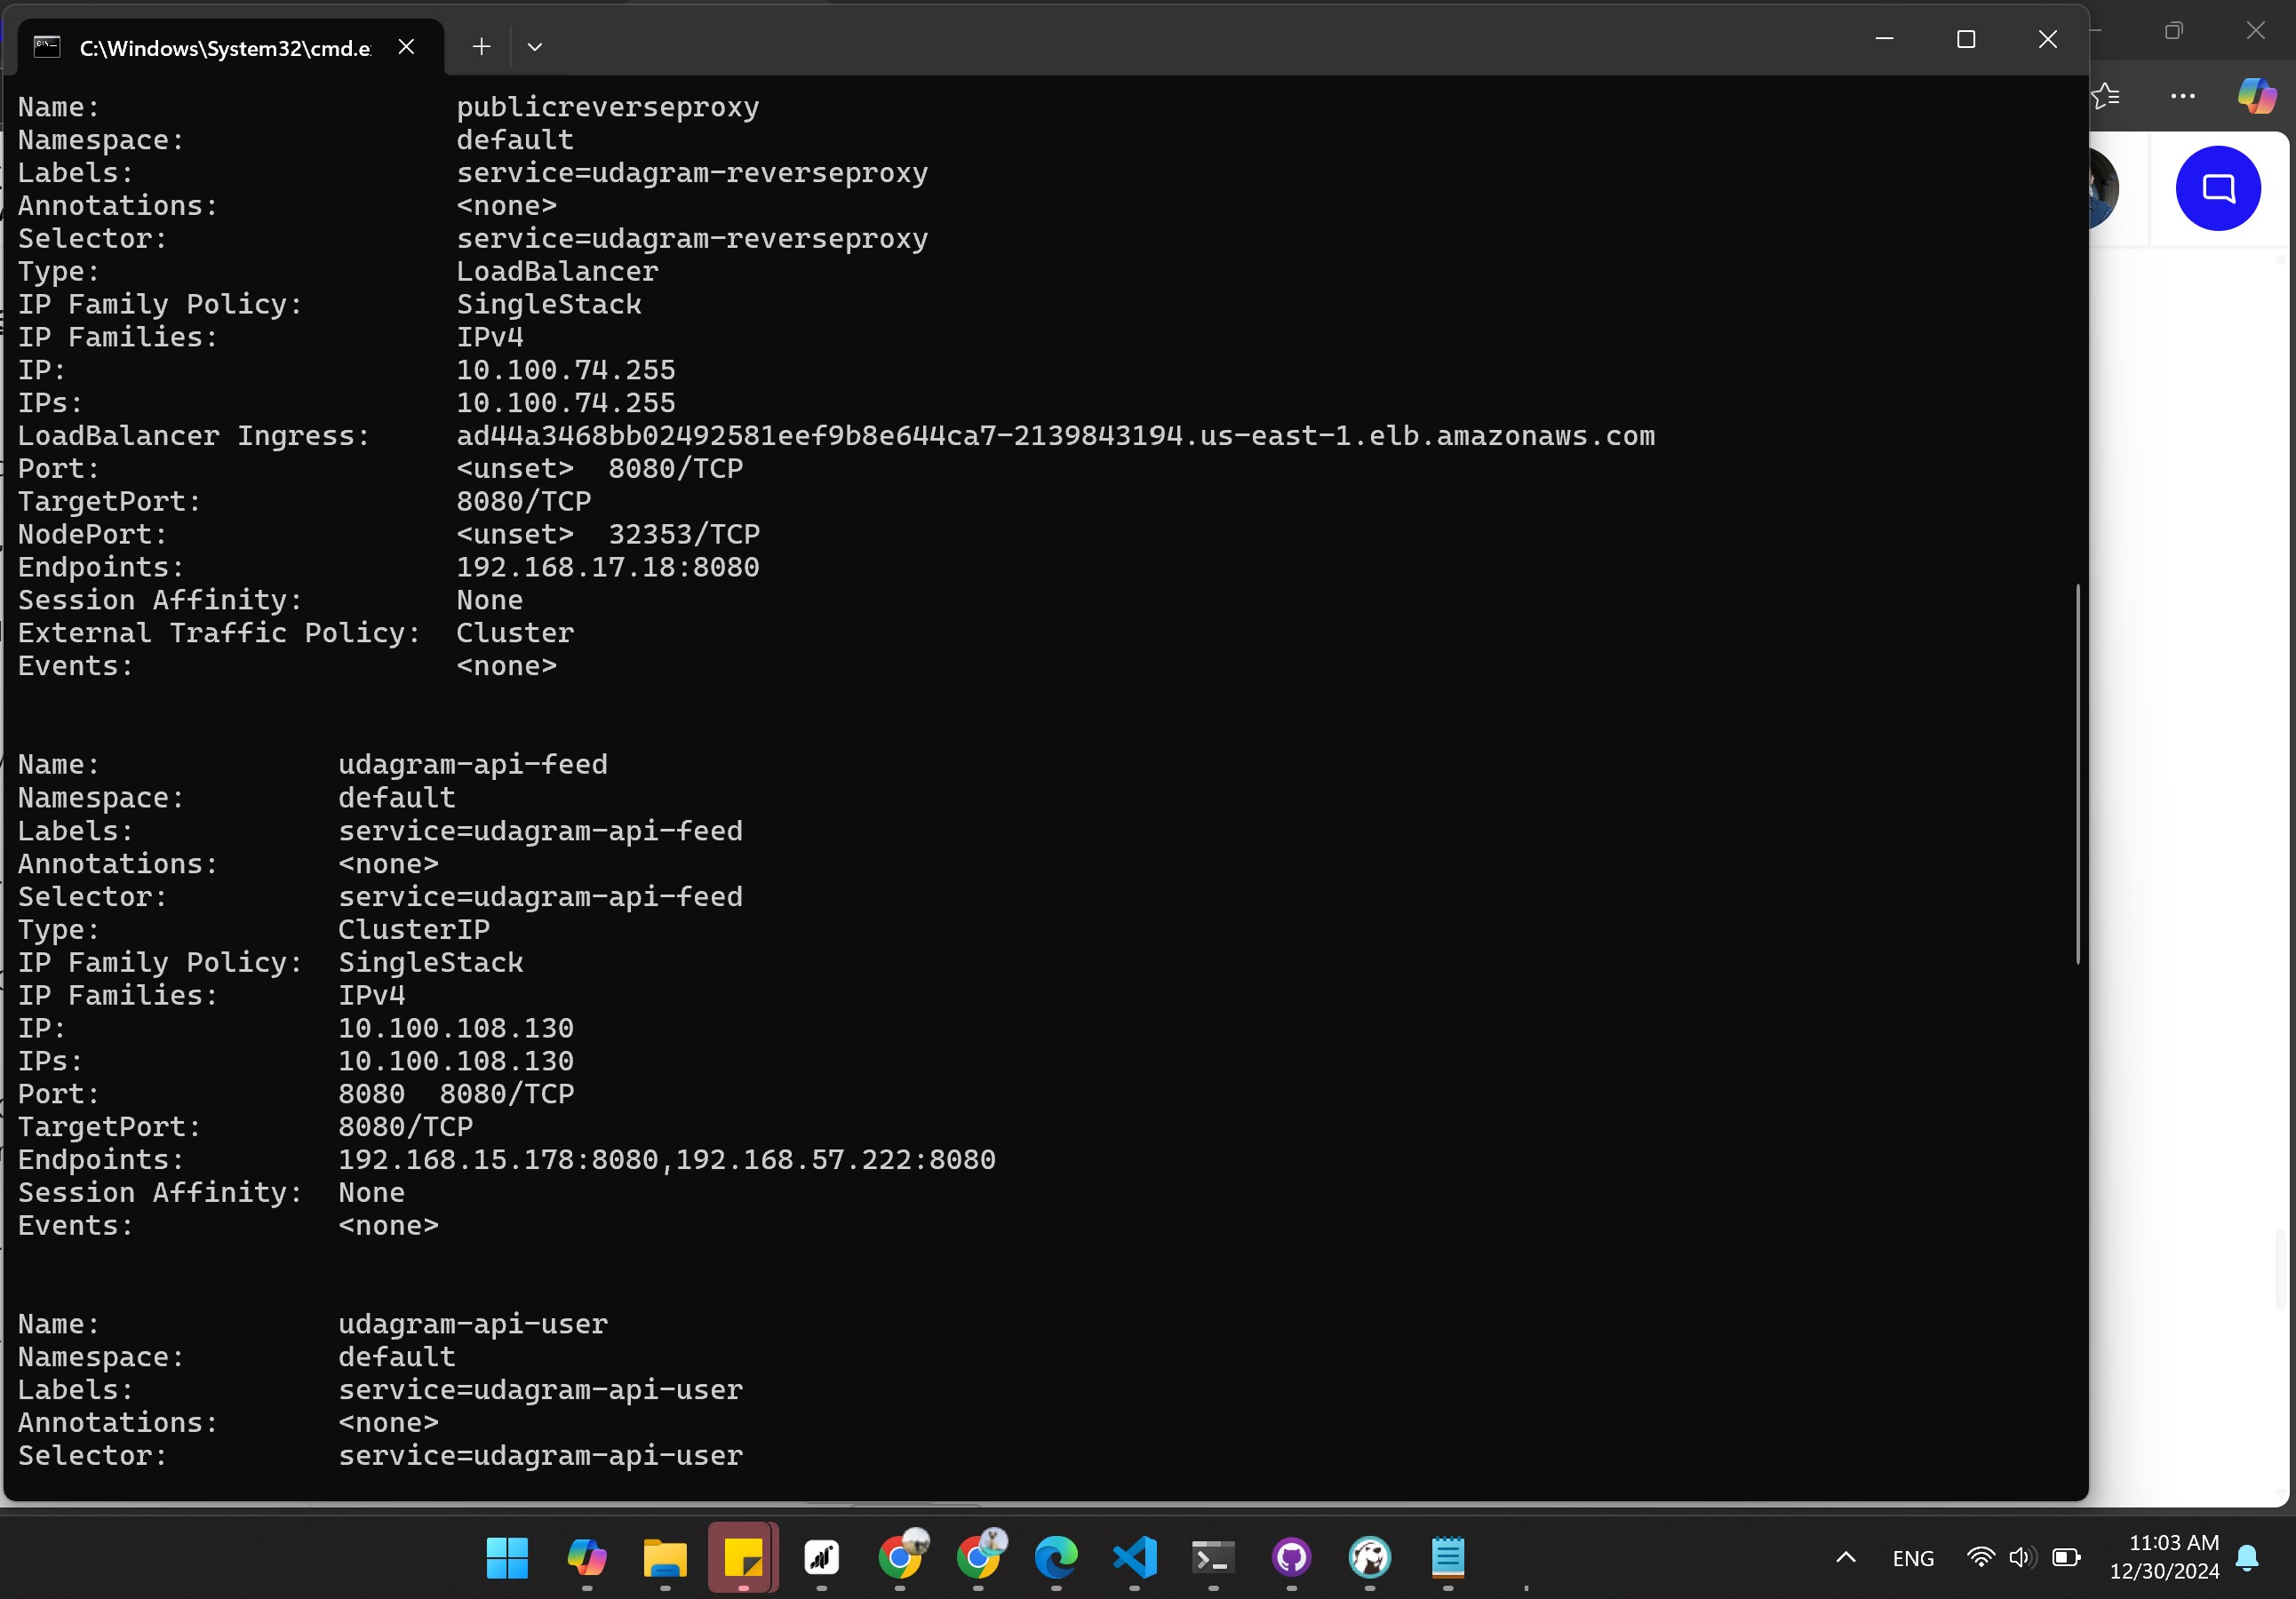 C:\Windows\System32\cmd.e
Name: publicreverseproxy
Namespace: default
Labels: service=udagram-reverseproxy
Annotations: <none>
Selector: service=udagram-reverseproxy
Type: LoadBalancer
IP Family Policy: SingleStack
IP Families: IPv4
IP: 10.100.74.255
IPs: 10.100.74.255
LoadBalancer Ingress: ad44a3468bb02492581eef9b8e644ca7-2139843194.us-east-1.elb.amazonaws.com
Port: <unset> 8080/TCP
TargetPort: 8080/TCP
NodePort: <unset> 32353/TCP
Endpoints: 192.168.17.18:8080
Session Affinity: None
External Traffic Policy: Cluster
Events: <none>
Name: udagram-api-feed
Namespace: default
Labels: service=udagram-api-feed
Annotations: <none>
Selector: service=udagram-api-feed
Type: ClusterIP
IP Family Policy: SingleStack
IP Families: IPv4
IP: 10.100.108.130
IPs: 10.100.108.130
Port: 8080 8080/TCP
TargetPort: 8080/TCP
Endpoints: 192.168.15.178:8080,192.168.57.222:8080
Session Affinity: None
Events: <none>
Name: udagram-api-user
Namespace: default
Labels: service=udagram-api-user
Annotations: <none>
Selector: service=udagram-api-user
ENG
11:03 AM
12/30/2024